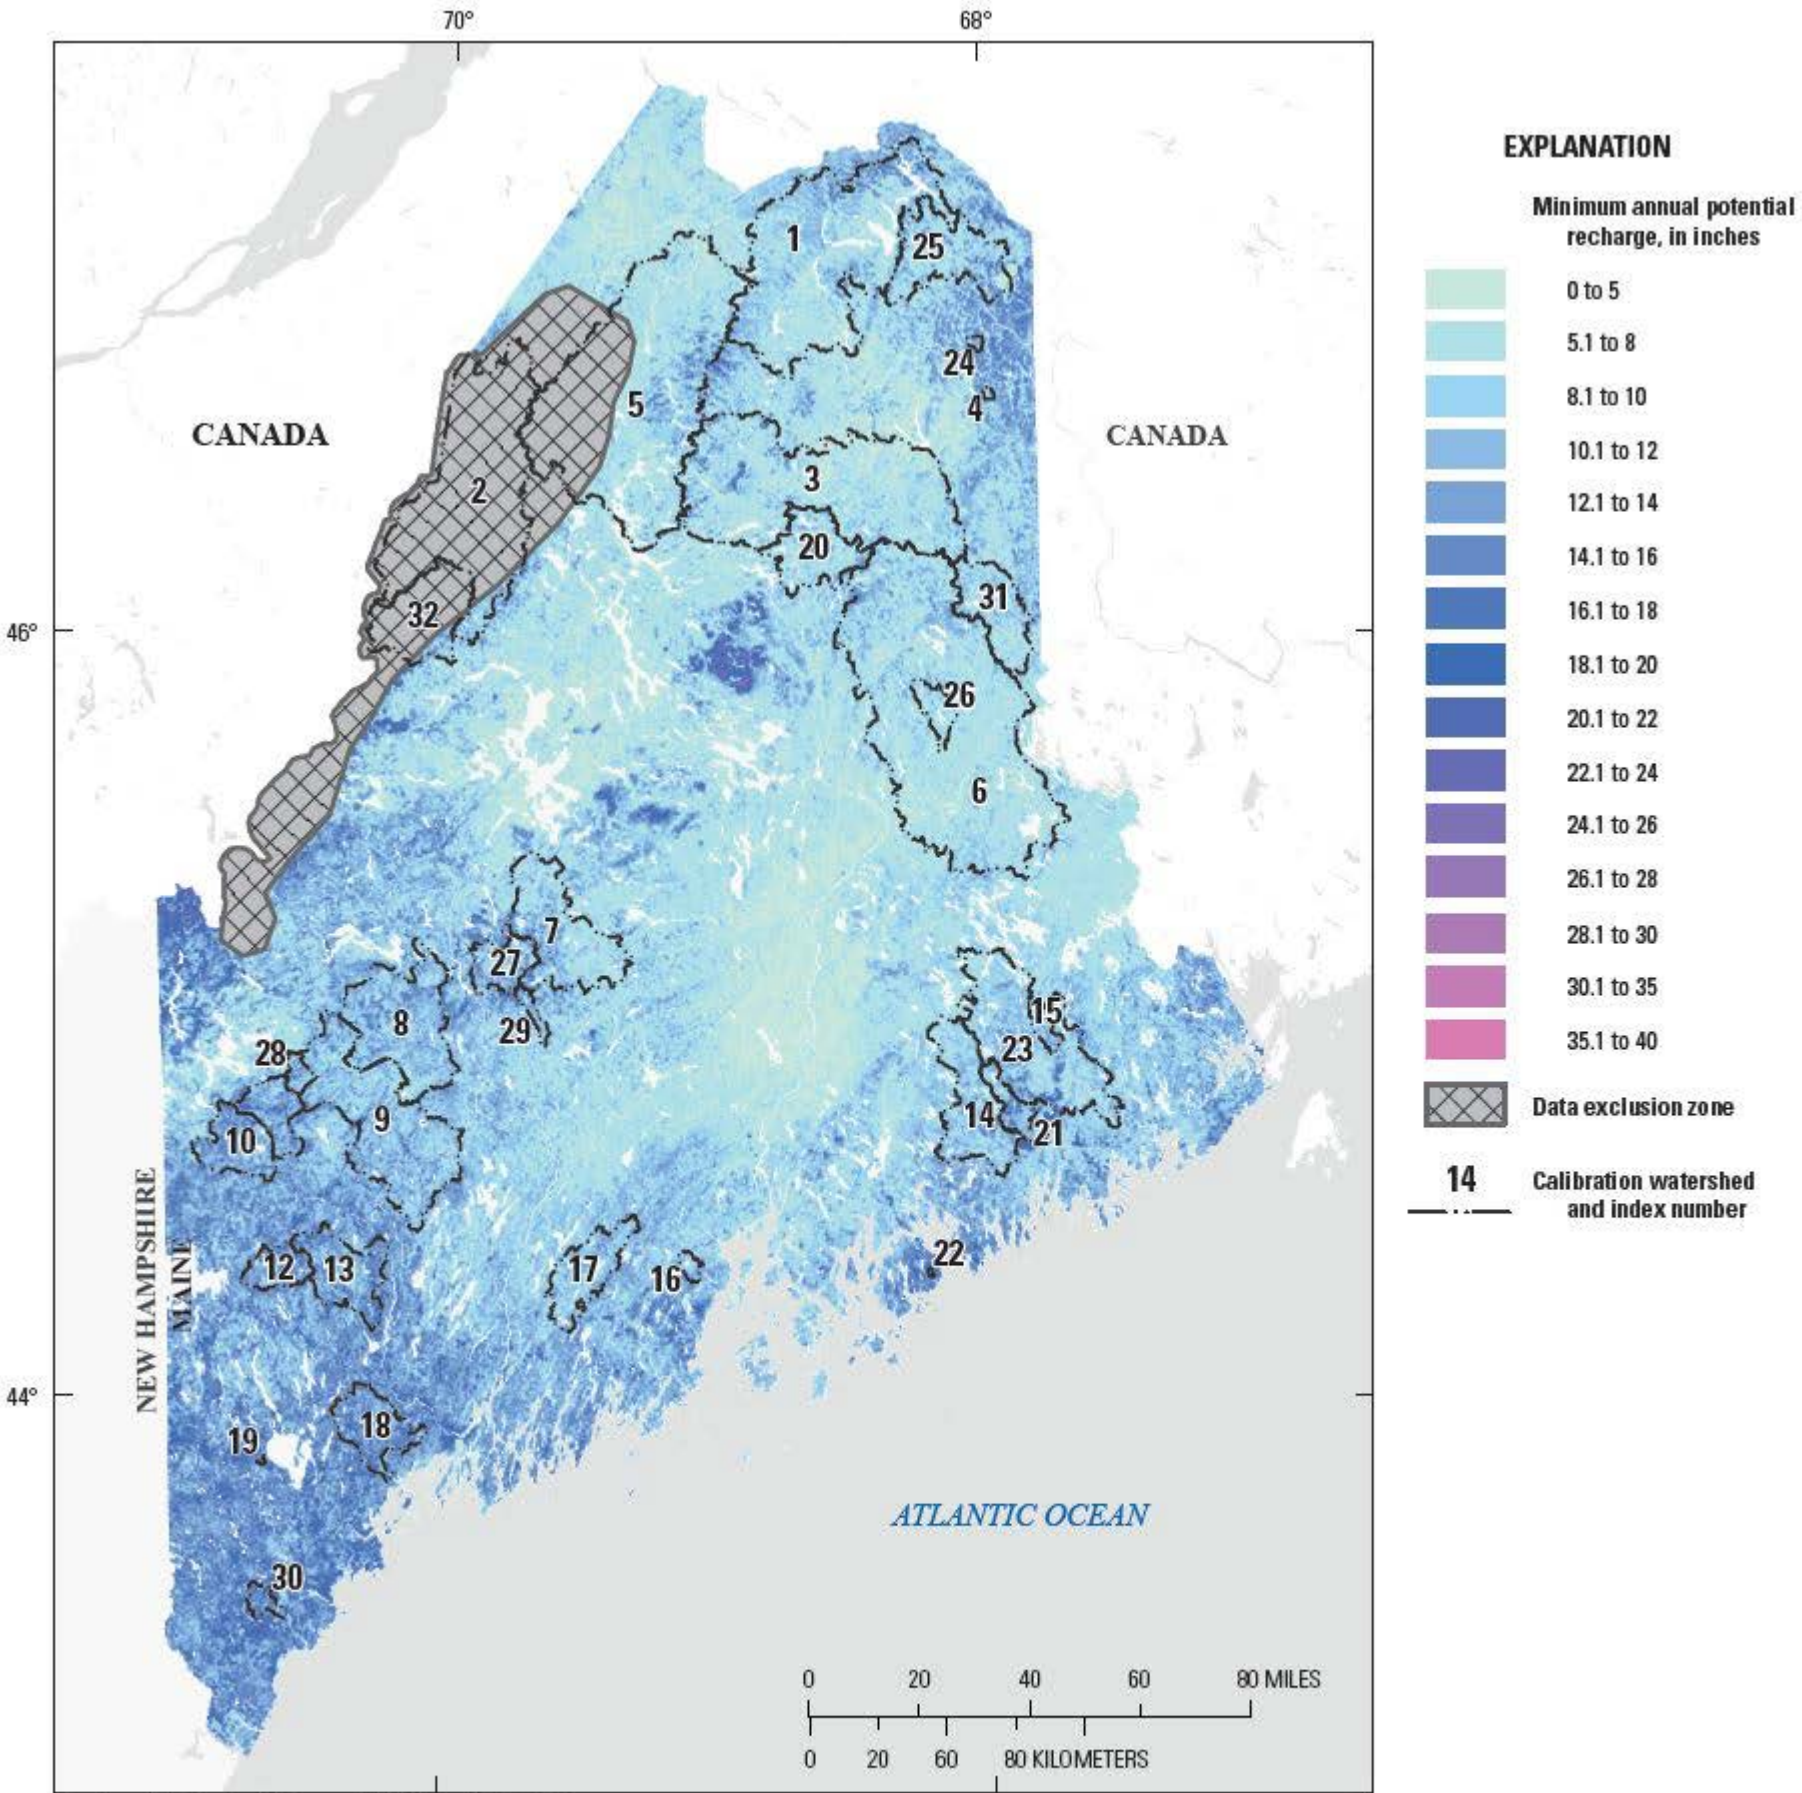 70°
68°
EXPLANATION
Minimum annual potential
recharge, in inches
0 to 5
5.1 to 8
8.1 to 10
10.1 to 12
12.1 to 14
14.1 to 16
16.1 to 18
18.1 to 20
20.1 to 22
22.1 to 24
24.1 to 26
26.1 to 28
28.1 to 30
30.1 to 35
35.1 to 40
Data exclusion zone
14
Calibration watershed
and index number
1
25
24
4
5
CANADA
CANADA
3
2
20
31
32
46°
26
6
7
27
15
8
29
23
28
9
14
10
21
NEW HAMPSHIRE
MAINE
22
12
13
17
16
44°
18
19
ATLANTIC OCEAN
30
0 20 40 60 80 MILES
0 20 60 80 KILOMETERS